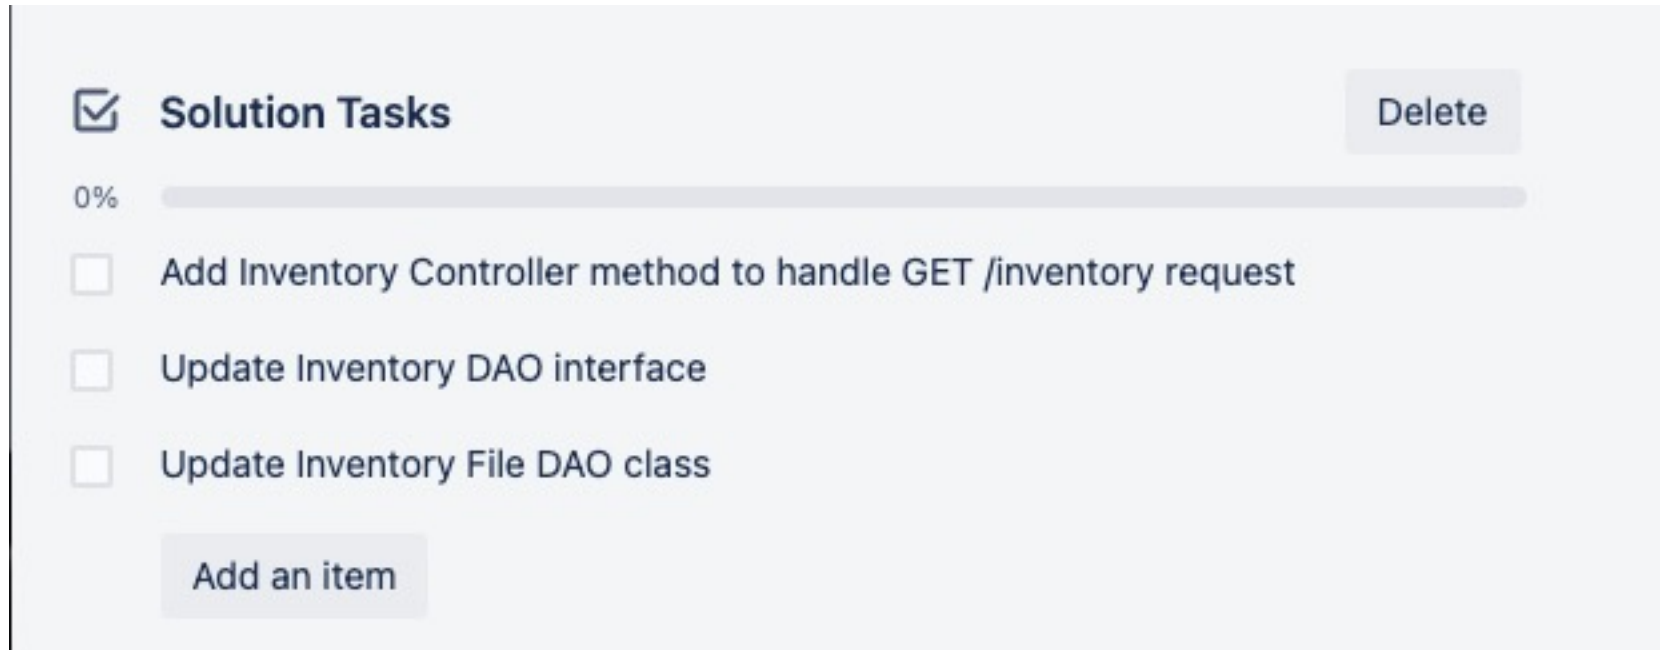 Solution Tasks
Delete
0%
Add Inventory Controller method to handle GET /inventory request
Update Inventory DAO interface
Update Inventory File DAO class
Add an item